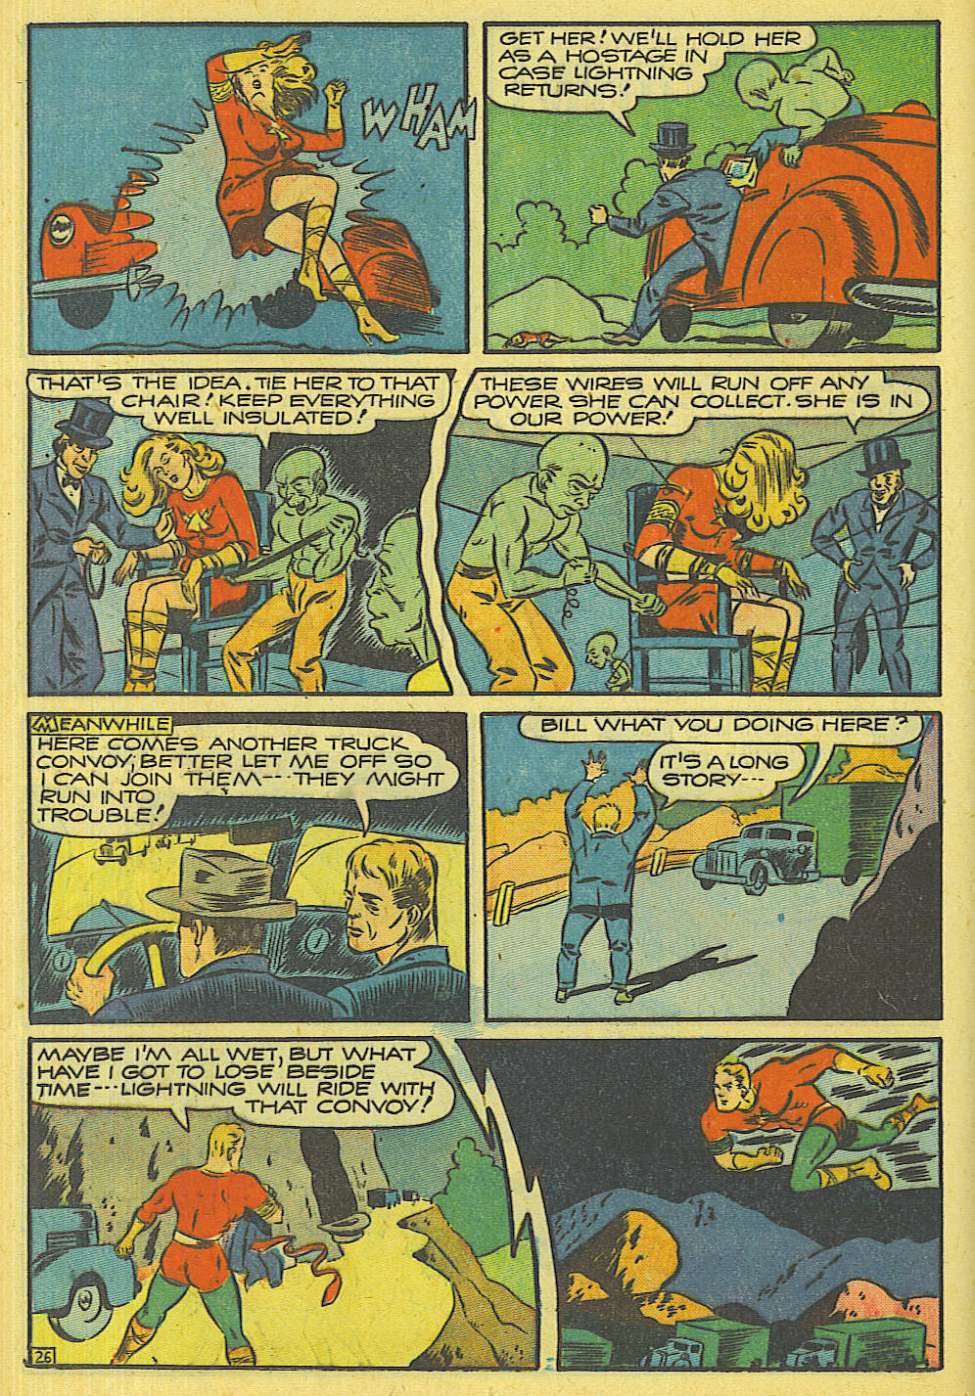 WHAM
GET HER! WE'LL HOLD HER
AS A HOSTAGE IN
CASE LIGHTNING
RETURNS!
THAT'S THE IDEA. TIE HER TO THAT
CHAIR! KEEP EVERYTHING
WELL INSULATED!
THESE WIRES WILL RUN OFF ANY
POWER SHE CAN COLLECT. SHE IS IN
OUR POWER!
MEANWHILE
HERE COMES ANOTHER TRUCK
CONVOY; BETTER LET ME OFF SO
I CAN JOIN THEM--- THEY MIGHT
RUN INTO
TROUBLE!
BILL WHAT YOU DOING HERE?
IT'S A LONG
STORY---
MAYBE I'M ALL WET, BUT WHAT
HAVE I GOT TO LOSE BESIDE
TIME--- LIGHTNING WILL RIDE WITH
THAT CONVOY!
26